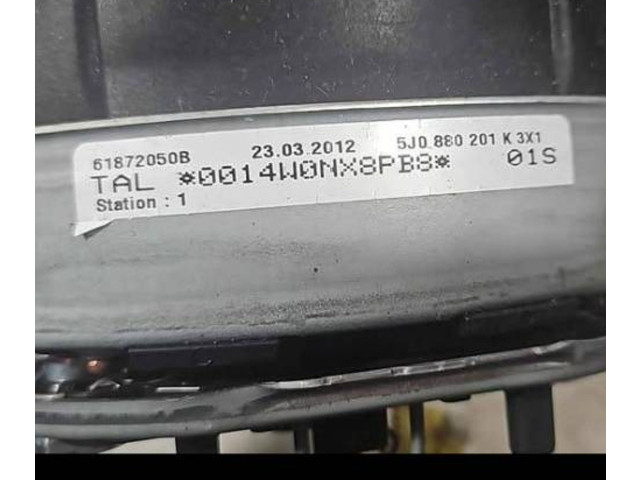 61872050B 23.03.2012 5J0.880 201 K 3X1
TAL *0014W0NX8PB8* 01S
Station : 1